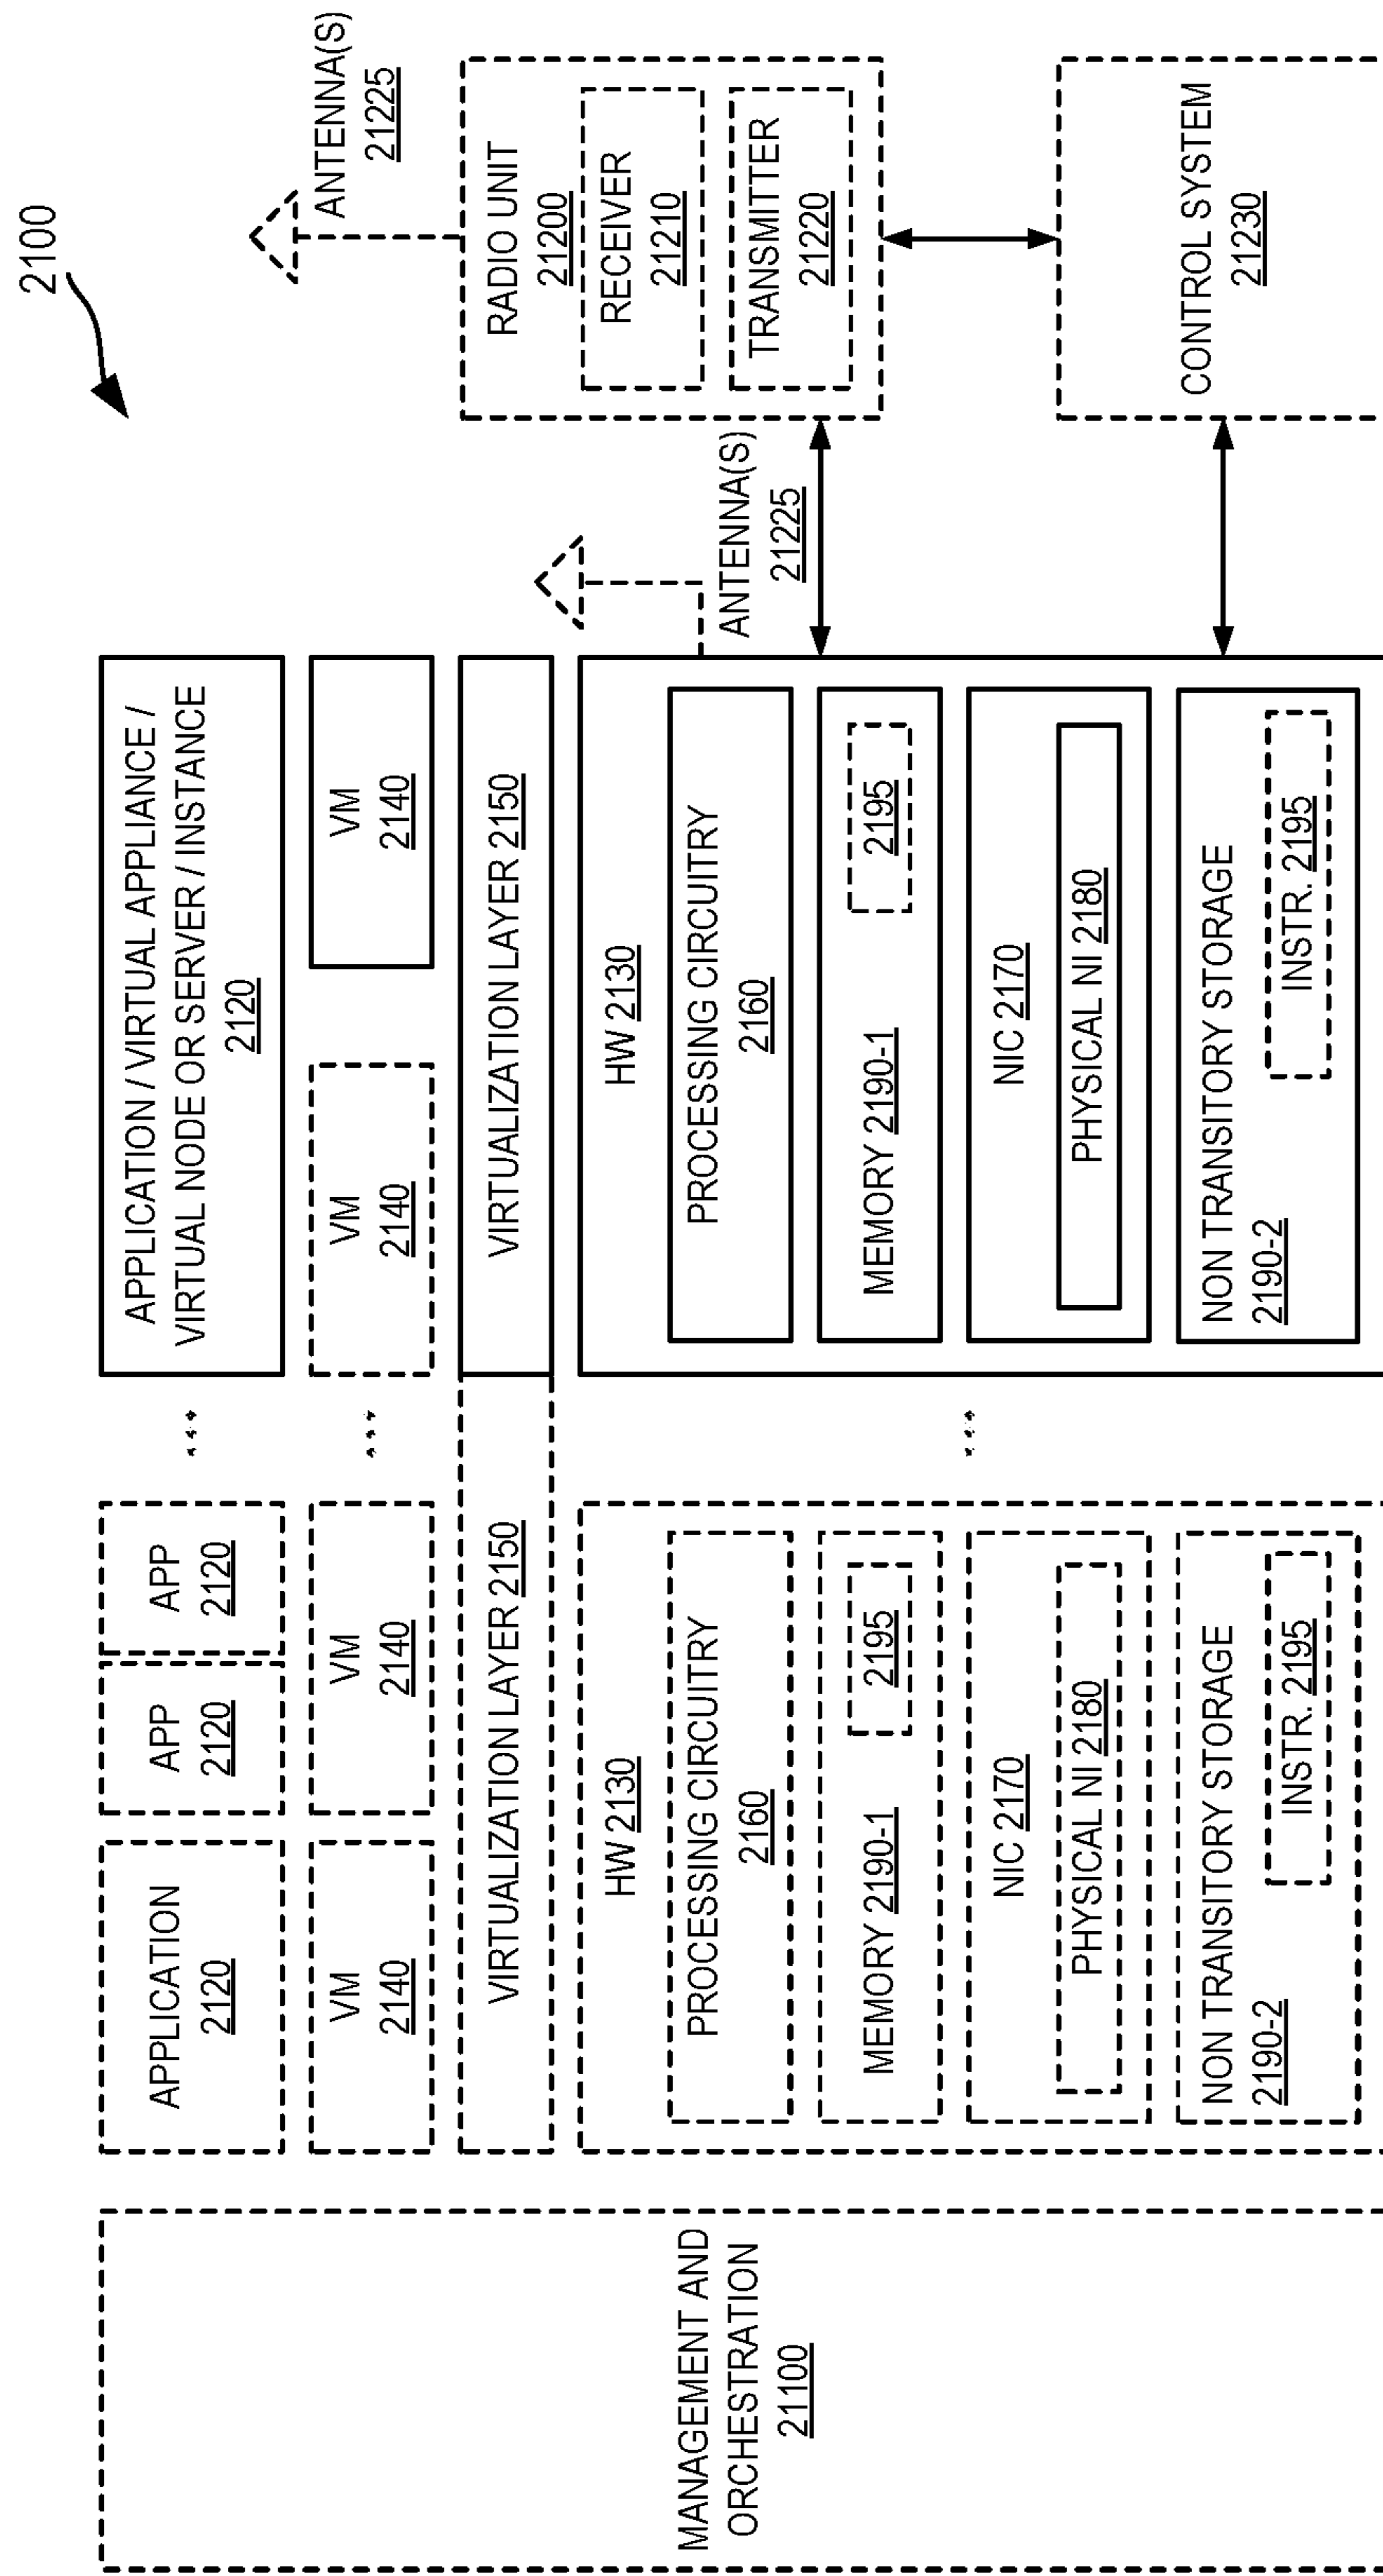 2100
MANAGEMENT AND
ORCHESTRATION
21100
APPLICATION
2120
APP
2120
APP
2120
APPLICATION / VIRTUAL APPLIANCE /
VIRTUAL NODE OR SERVER / INSTANCE
2120
VM
2140
VM
2140
VM
2140
VM
2140
VIRTUALIZATION LAYER 2150
VIRTUALIZATION LAYER 2150
HW 2130
PROCESSING CIRCUITRY
2160
MEMORY 2190-1
2195
NIC 2170
PHYSICAL NI 2180
NON TRANSITORY STORAGE
2190-2
INSTR. 2195
HW 2130
PROCESSING CIRCUITRY
2160
MEMORY 2190-1
2195
NIC 2170
PHYSICAL NI 2180
NON TRANSITORY STORAGE
2190-2
INSTR. 2195
ANTENNA(S)
21225
ANTENNA(S)
21225
RADIO UNIT
21200
RECEIVER
21210
TRANSMITTER
21220
CONTROL SYSTEM
21230